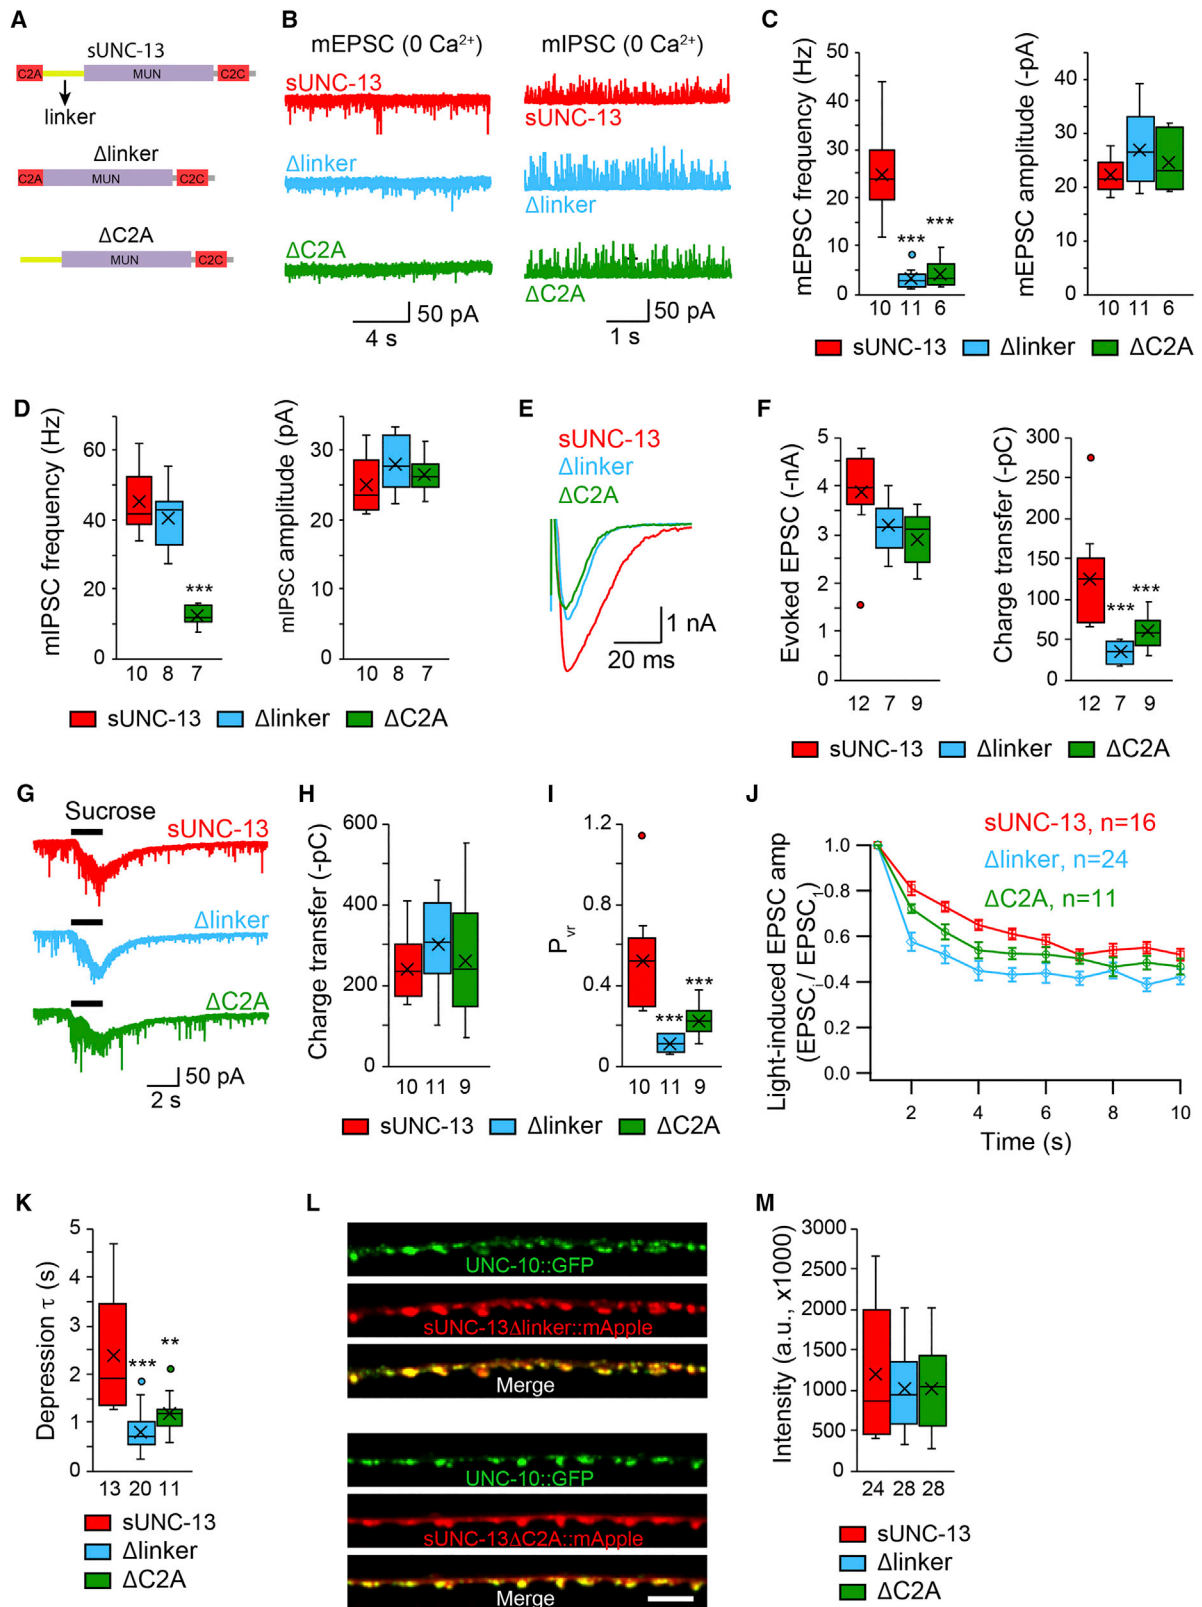 A
sUNC-13
C2A
MUN
C2C
linker
Δlinker
C2A
MUN
C2C
ΔC2A
MUN
C2C
B
mEPSC (0 Ca²⁺)
mIPSC (0 Ca²⁺)
sUNC-13
sUNC-13
Δlinker
Δlinker
ΔC2A
ΔC2A
50 pA
4 s
50 pA
1 s
C
mEPSC frequency (Hz)
50
40
30
20
10
0
***
***
10 11 6
mEPSC amplitude (-pA)
40
30
20
10
0
10 11 6
sUNC-13 Δlinker ΔC2A
D
mIPSC frequency (Hz)
60
40
20
0
***
10 8 7
mIPSC amplitude (pA)
30
20
10
0
10 8 7
sUNC-13 Δlinker ΔC2A
E
sUNC-13
Δlinker
ΔC2A
1 nA
20 ms
F
Evoked EPSC (-nA)
5
4
3
2
1
0
12 7 9
Charge transfer (-pC)
300
250
200
150
100
50
0
***
***
12 7 9
sUNC-13 Δlinker ΔC2A
G
Sucrose
sUNC-13
Δlinker
ΔC2A
50 pA
2 s
H
Charge transfer (-pC)
600
400
200
0
10 11 9
I
Pvr
1.2
0.8
0.4
0
***
***
10 11 9
sUNC-13 Δlinker ΔC2A
J
Light-induced EPSC amp
(EPSCi / EPSC1)
1.0
0.8
0.6
0.4
0.2
0.0
sUNC-13, n=16
Δlinker, n=24
ΔC2A, n=11
2 4 6 8 10
Time (s)
K
Depression τ (s)
5
4
3
2
1
0
***
**
13 20 11
sUNC-13
Δlinker
ΔC2A
L
UNC-10::GFP
sUNC-13Δlinker::mApple
Merge
UNC-10::GFP
sUNC-13ΔC2A::mApple
Merge
M
Intensity (a.u., x1000)
3000
2500
2000
1500
1000
500
0
24 28 28
sUNC-13
Δlinker
ΔC2A